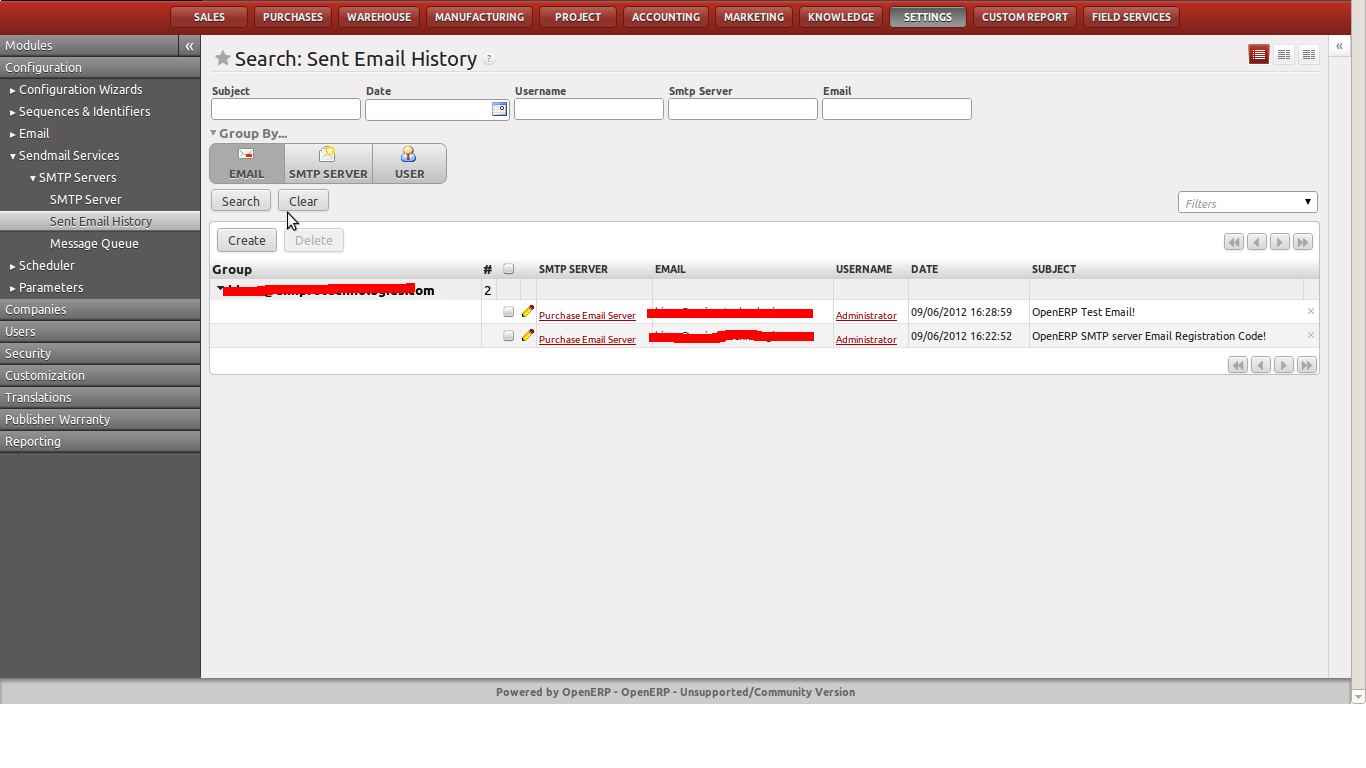 SALES PURCHASES WAREHOUSE MANUFACTURING PROJECT ACCOUNTING MARKETING KNOWLEDGE SETTINGS CUSTOM REPORT FIELD SERVICES
Modules «
Configuration
Configuration Wizards
Sequences & Identifiers
Email
Sendmail Services
SMTP Servers
SMTP Server
Sent Email History
Message Queue
Scheduler
Parameters
Companies
Users
Security
Customization
Translations
Publisher Warranty
Reporting
Search: Sent Email History ?
«
Subject Date Username Smtp Server Email
Group By...
EMAIL SMTP SERVER USER
Search Clear
Filters
Create Delete
Group # SMTP SERVER EMAIL USERNAME DATE SUBJECT
om 2
Purchase Email Server Administrator 09/06/2012 16:28:59 OpenERP Test Email!
Purchase Email Server Administrator 09/06/2012 16:22:52 OpenERP SMTP server Email Registration Code!
Powered by OpenERP - OpenERP - Unsupported/Community Version